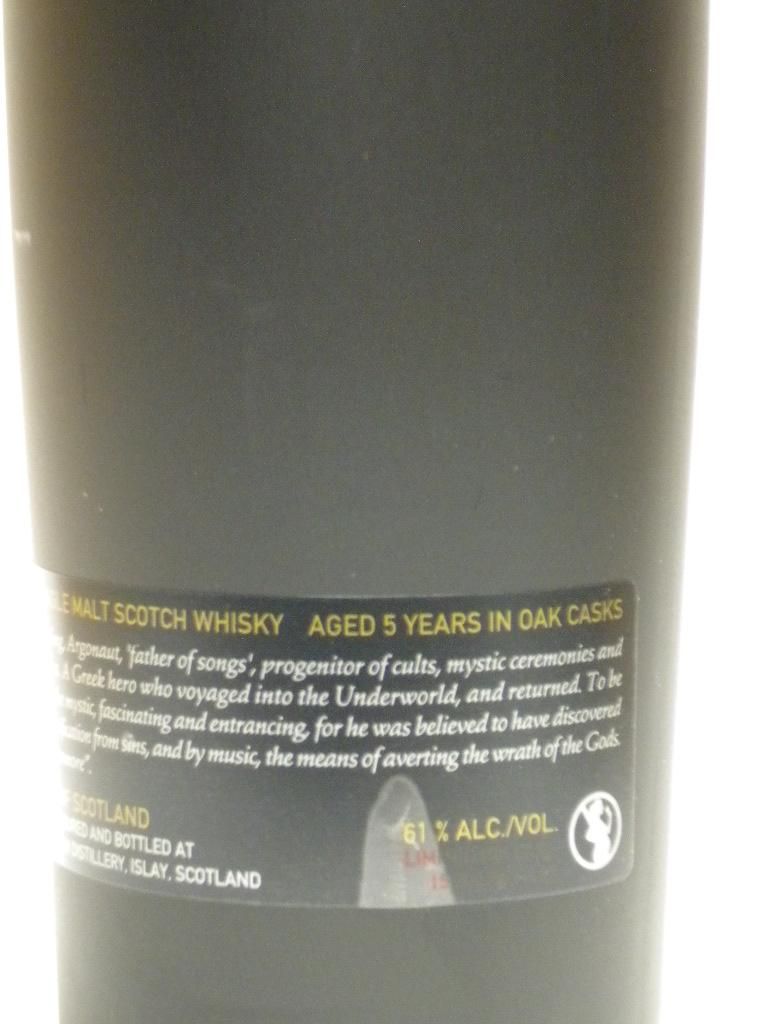 MALT SCOTCH WHISKY AGED 5 YEARS IN OAK CASKS
Argonaut, 'father of songs', progenitor of cults, mystic ceremonies and
A Greek hero who voyaged into the Underworld, and returned. To be
mystic, fascinating and entrancing, for he was believed to have discovered
from sins, and by music, the means of averting the wrath of the Gods.
more".
SCOTLAND
AND BOTTLED AT
DISTILLERY, ISLAY, SCOTLAND
61 % ALC./VOL.